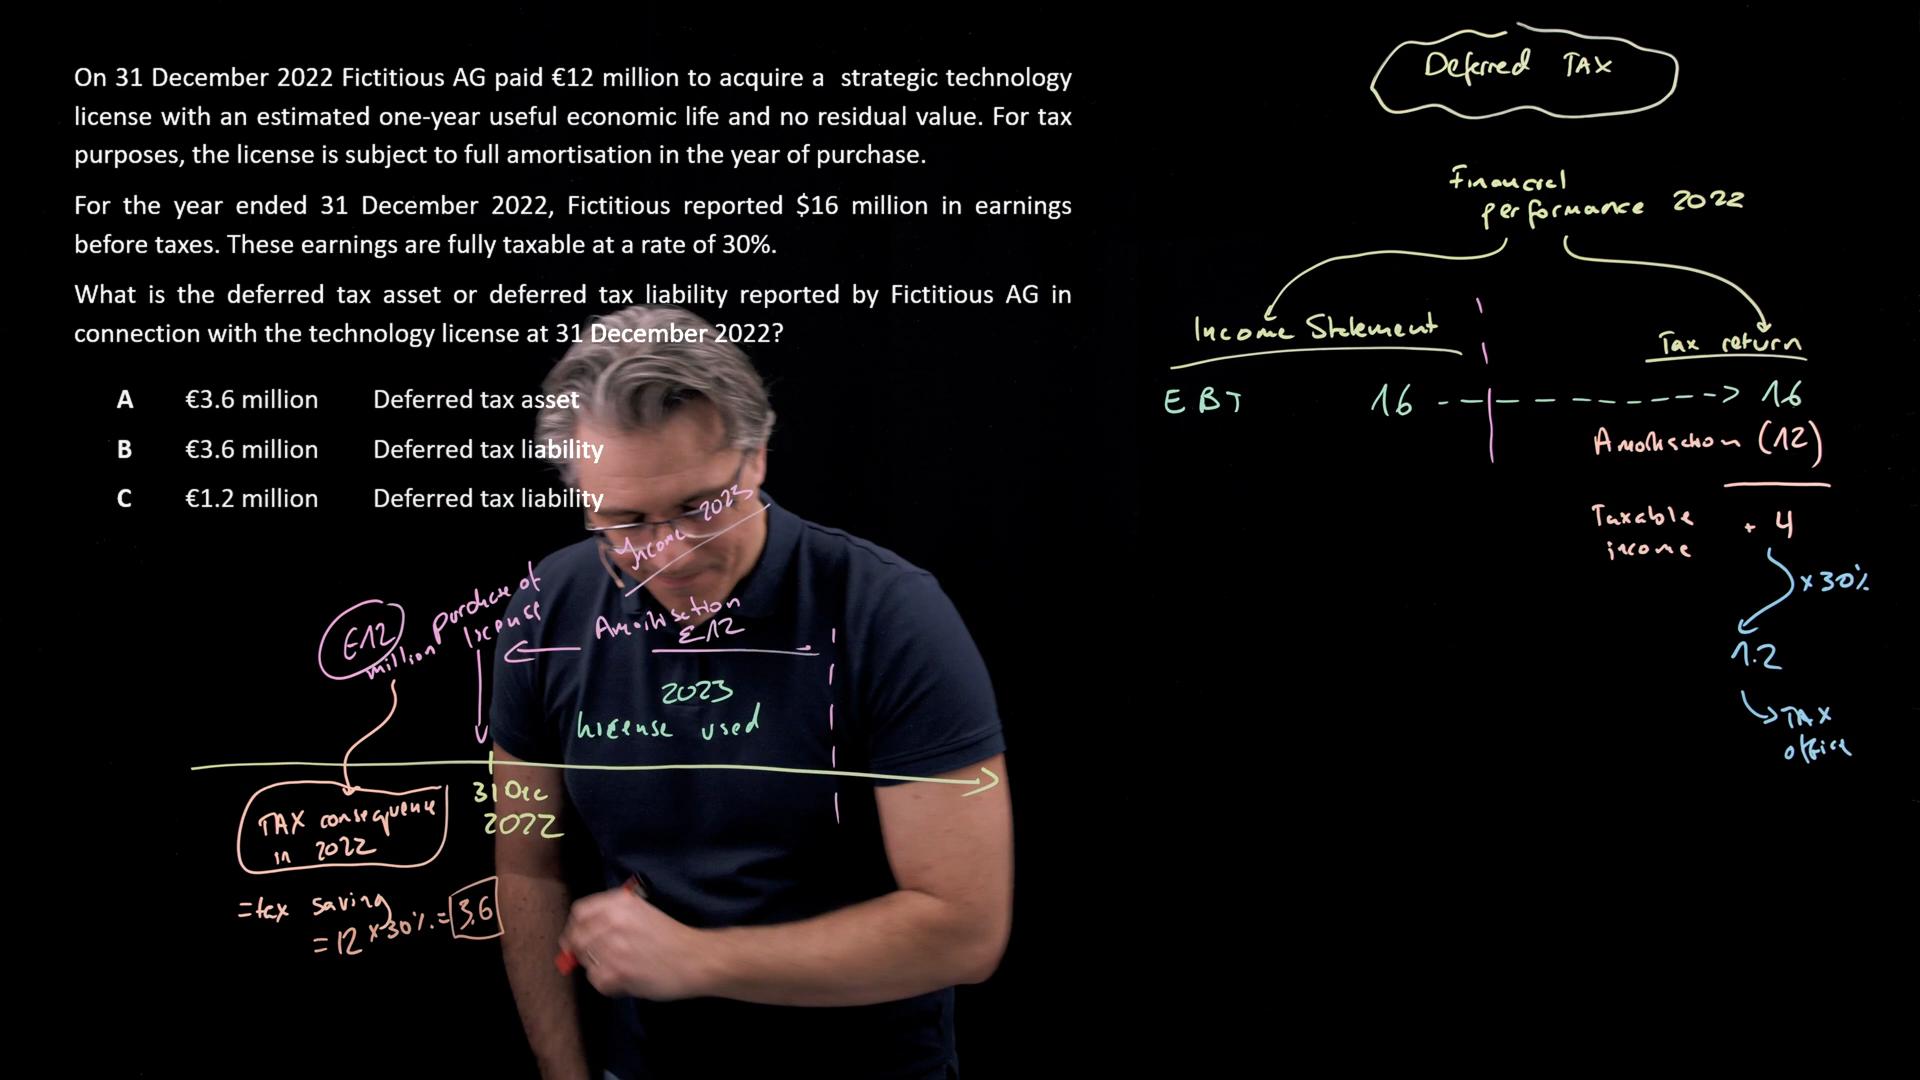 On 31 December 2022 Fictitious AG paid €12 million to acquire a strategic technology
license with an estimated one-year useful economic life and no residual value. For tax
purposes, the license is subject to full amortisation in the year of purchase.
For the year ended 31 December 2022, Fictitious reported $16 million in earnings
before taxes. These earnings are fully taxable at a rate of 30%.
What is the deferred tax asset or deferred tax liability reported by Fictitious AG in
connection with the technology license at 31 December 2022?
A €3.6 million Deferred tax asset
B €3.6 million Deferred tax liability
C €1.2 million Deferred tax liability
Income 2023
€12
million
purchase of
license
Amortisation
€12
2023
license used
31 Dec
2022
TAX consequence
in 2022
= tax saving
= 12 x 30% = 3.6
Deferred TAX
Financial
performance 2022
Income Statement
Tax return
EBT 16 16
Amortisation (12)
Taxable
income + 4
x 30%
1.2
TAX
office